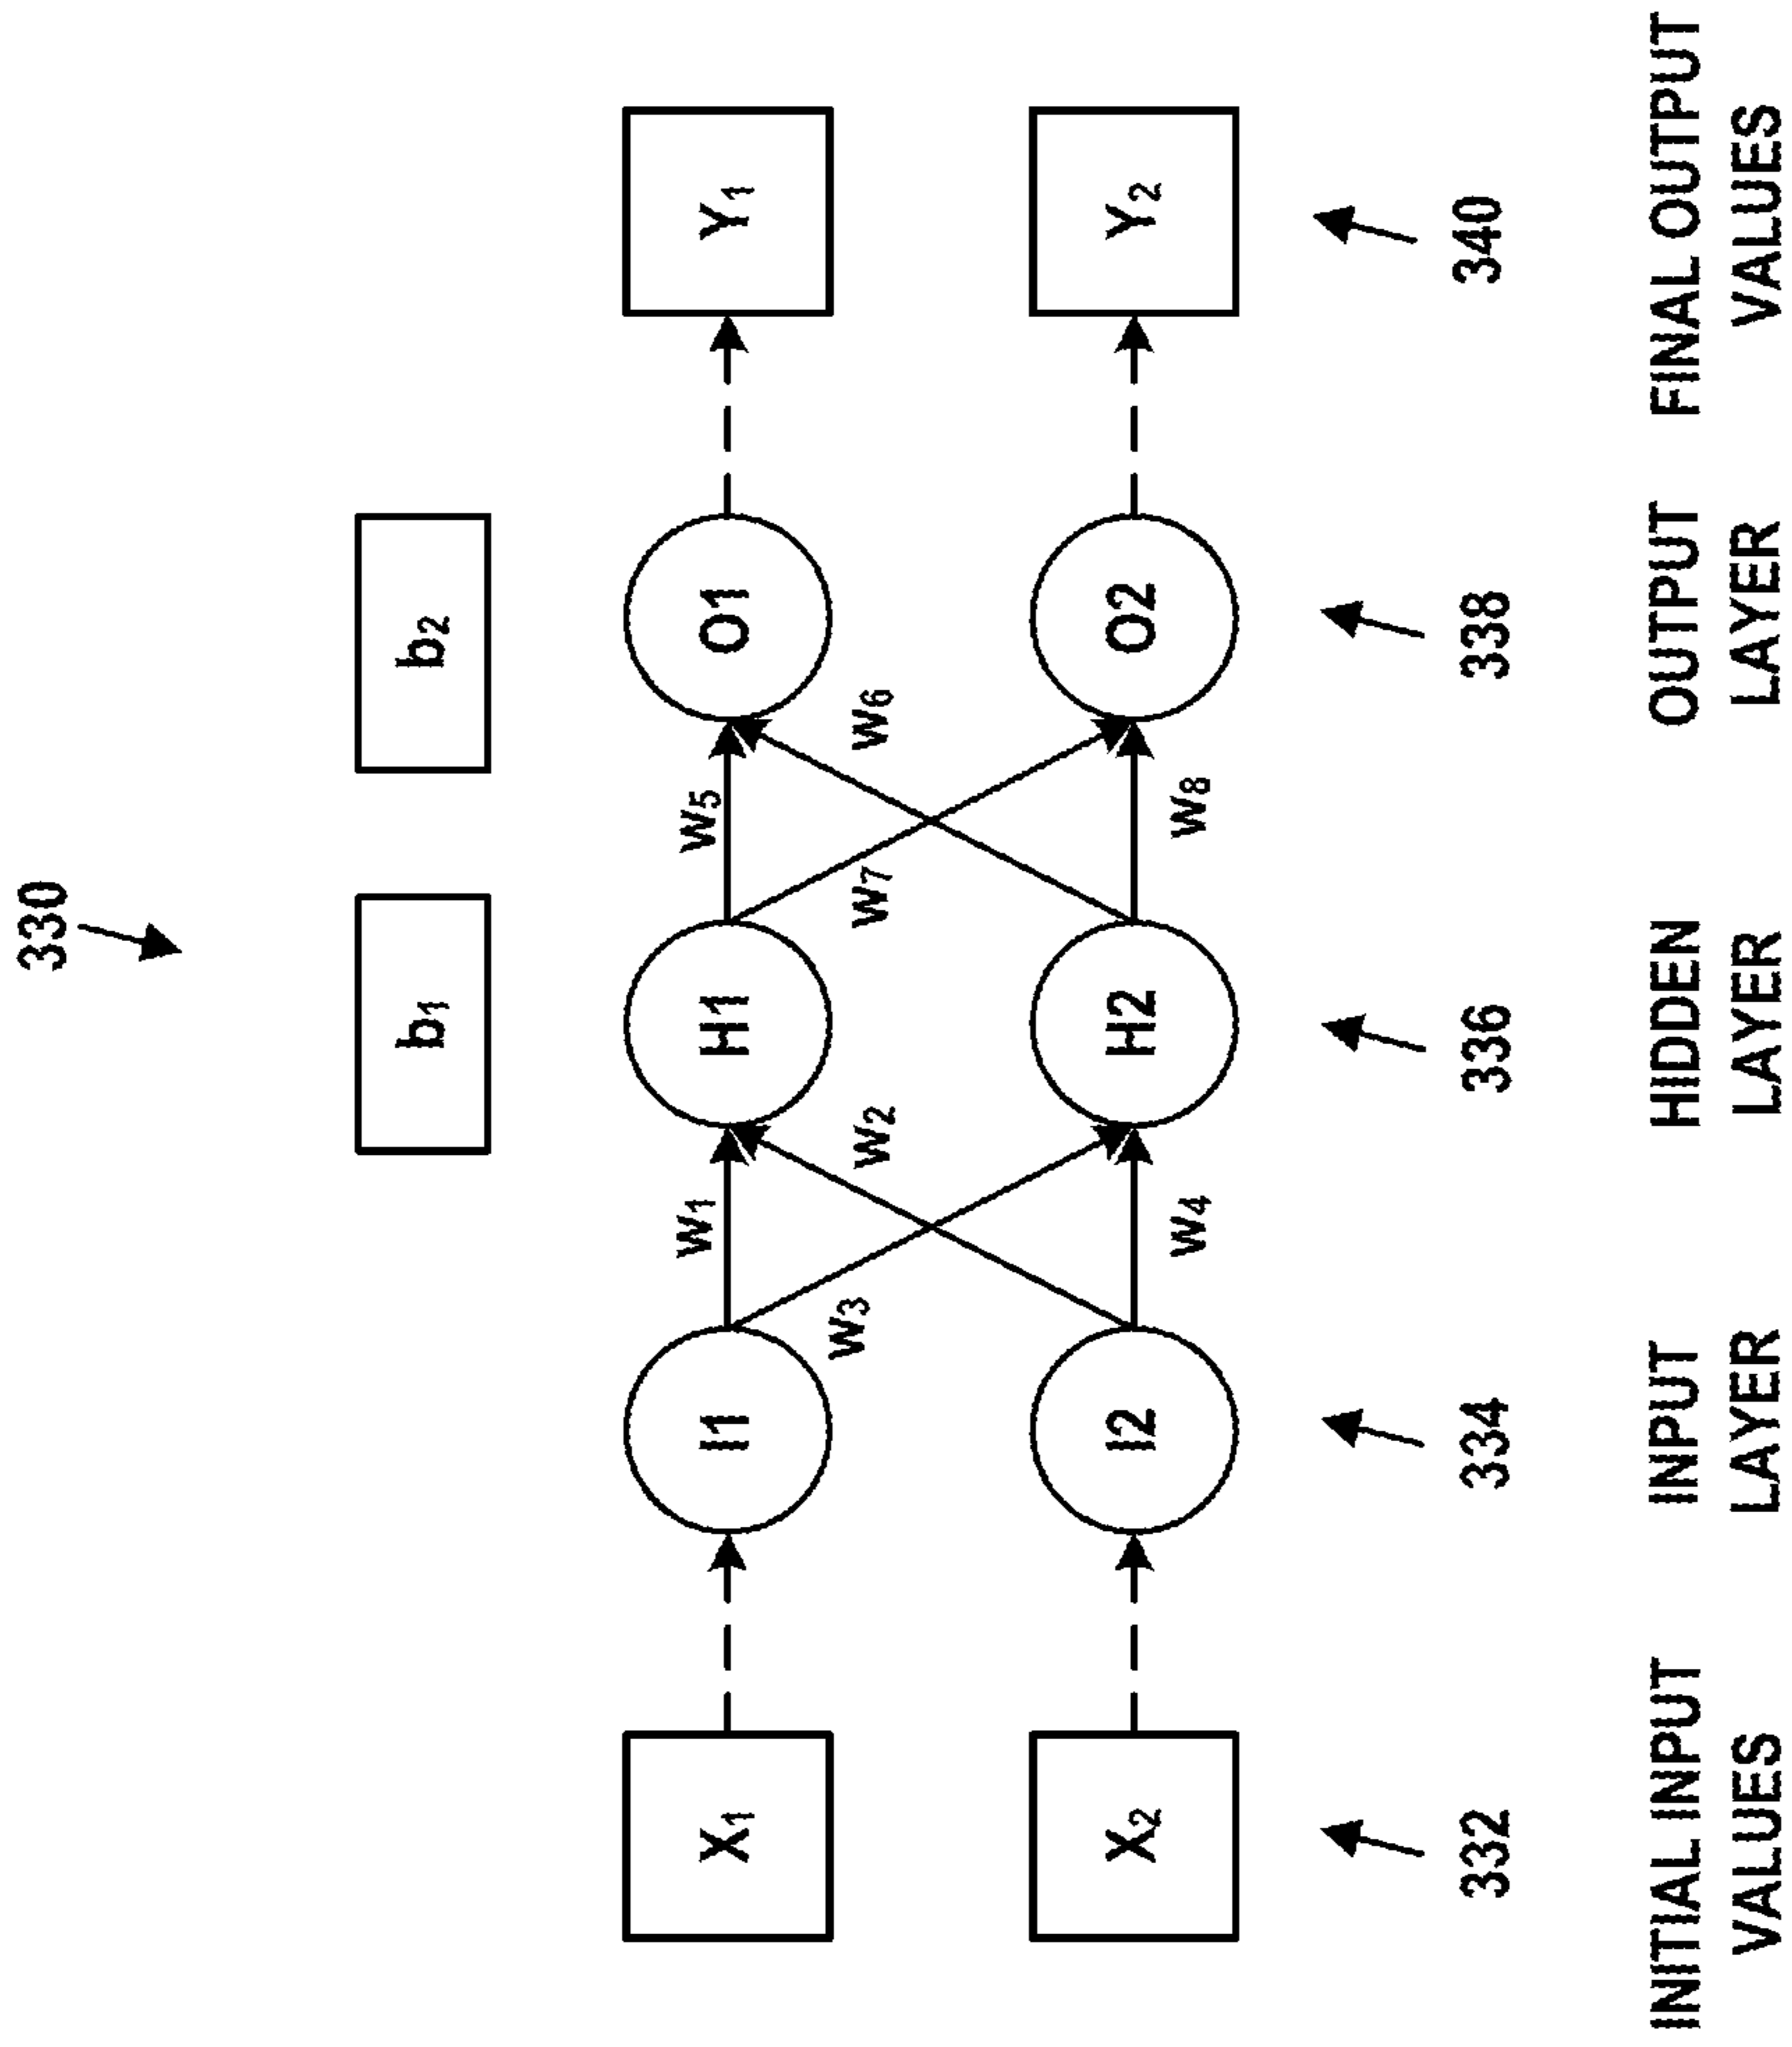 330
b₁
b₂
X₁
I1
W₁
H1
W₅
O1
Y₁
W₃
W₂
W₇
W₆
X₂
I2
W₄
H2
W₈
O2
Y₂
332
334
336
338
340
INITIAL INPUT
VALUES
INPUT
LAYER
HIDDEN
LAYER
OUTPUT
LAYER
FINAL OUTPUT
VALUES